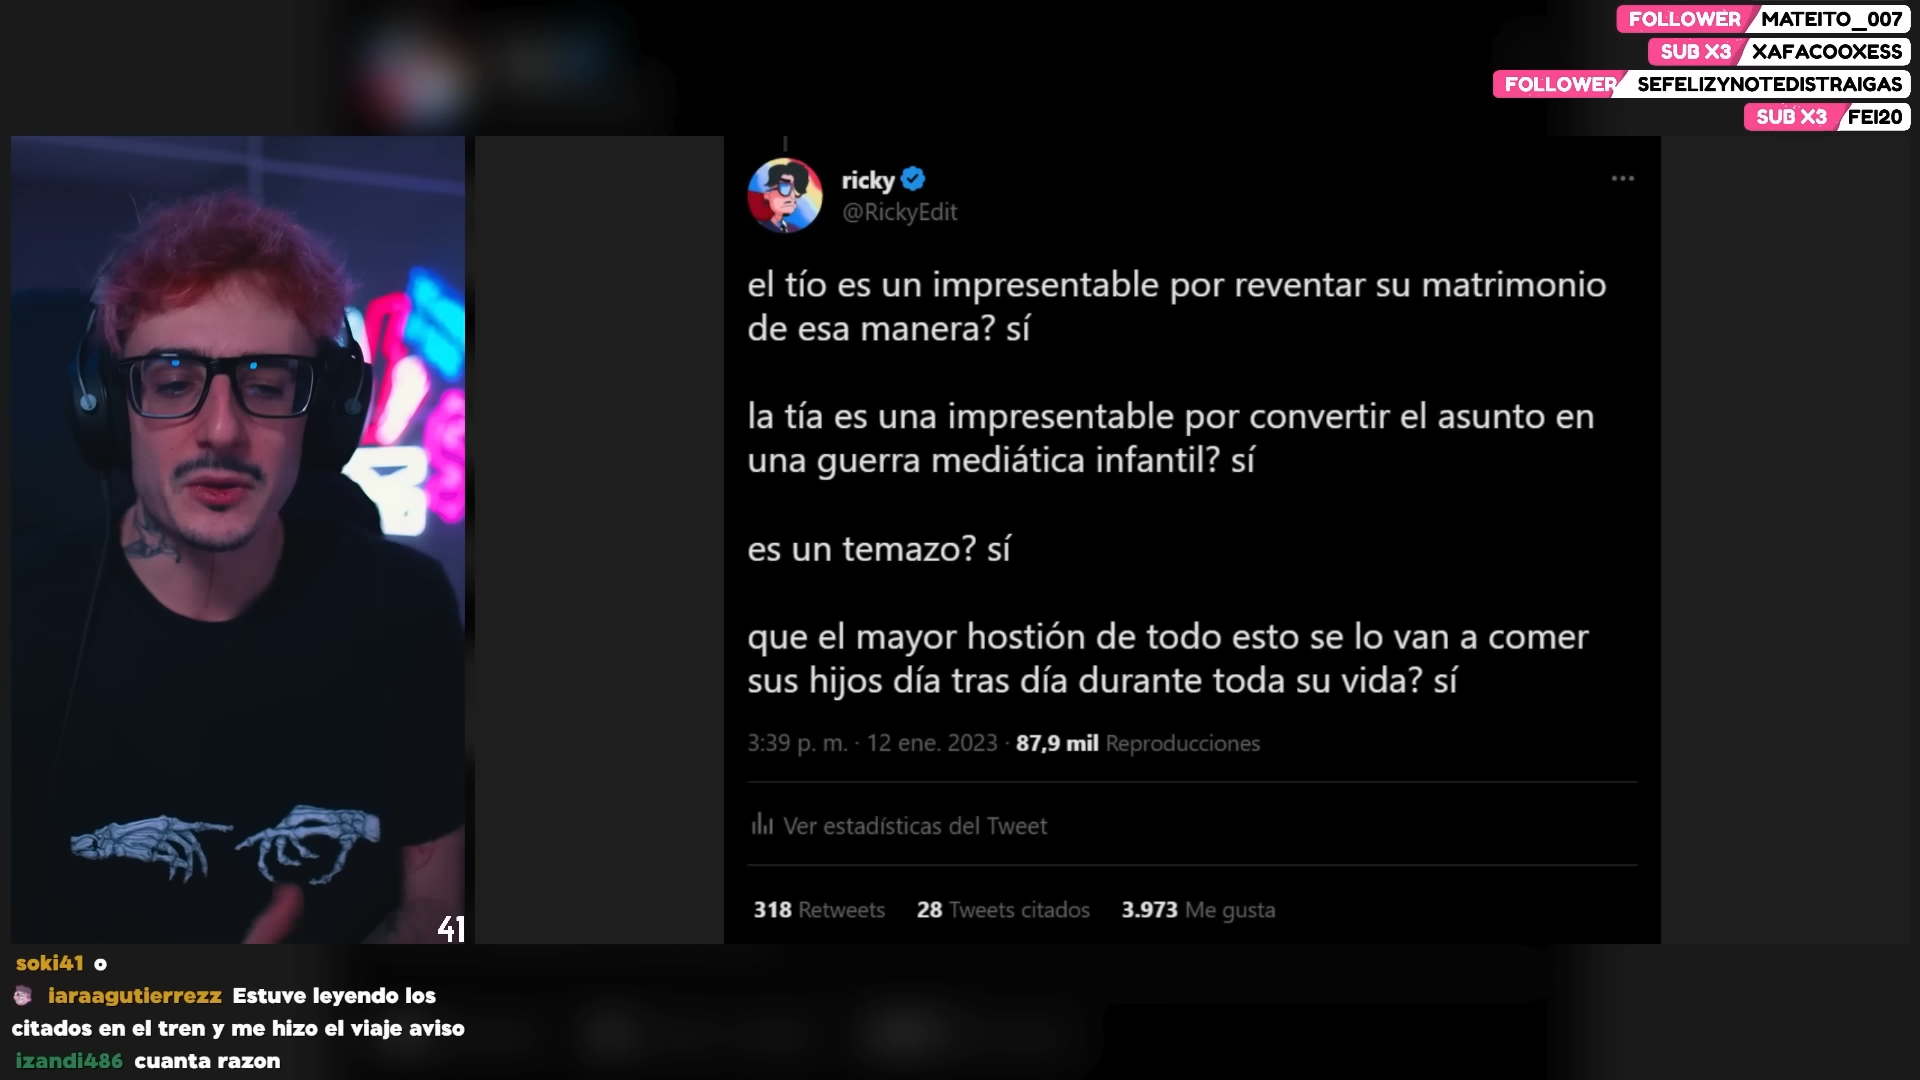 FOLLOWER MATEITO_007
SUB X3 XAFACOOXESS
FOLLOWER SEFELIZYNOTEDISTRAIGAS
SUB X3 FEI20
ricky
@RickyEdit
el tío es un impresentable por reventar su matrimonio
de esa manera? sí
la tía es una impresentable por convertir el asunto en
una guerra mediática infantil? sí
es un temazo? sí
que el mayor hostión de todo esto se lo van a comer
sus hijos día tras día durante toda su vida? sí
3:39 p. m. · 12 ene. 2023 · 87,9 mil Reproducciones
Ver estadísticas del Tweet
318 Retweets 28 Tweets citados 3.973 Me gusta
41
soki41 o
iaraagutierrezz Estuve leyendo los
citados en el tren y me hizo el viaje aviso
izandi486 cuanta razon